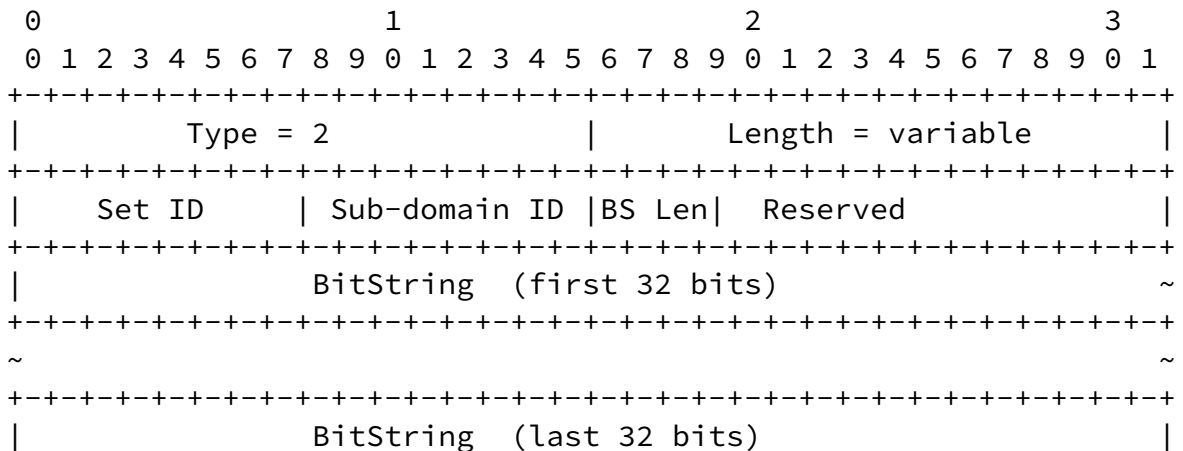 0                   1                   2                   3
 0 1 2 3 4 5 6 7 8 9 0 1 2 3 4 5 6 7 8 9 0 1 2 3 4 5 6 7 8 9 0 1
+-+-+-+-+-+-+-+-+-+-+-+-+-+-+-+-+-+-+-+-+-+-+-+-+-+-+-+-+-+-+-+-+
|         Type = 2              |       Length = variable       |
+-+-+-+-+-+-+-+-+-+-+-+-+-+-+-+-+-+-+-+-+-+-+-+-+-+-+-+-+-+-+-+-+
|    Set ID     | Sub-domain ID |BS Len|  Reserved              |
+-+-+-+-+-+-+-+-+-+-+-+-+-+-+-+-+-+-+-+-+-+-+-+-+-+-+-+-+-+-+-+-+
|                BitString  (first 32 bits)                     ~
+-+-+-+-+-+-+-+-+-+-+-+-+-+-+-+-+-+-+-+-+-+-+-+-+-+-+-+-+-+-+-+-+
~                                                               ~
+-+-+-+-+-+-+-+-+-+-+-+-+-+-+-+-+-+-+-+-+-+-+-+-+-+-+-+-+-+-+-+-+
|                BitString  (last 32 bits)                      |